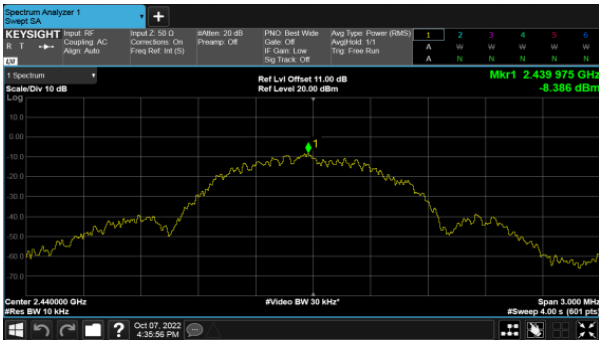 Spectrum Analyzer 1
Swept SA
+
KEYSIGHT
R T
LXI
Input: RF
Coupling: AC
Align: Auto
Input Z: 50 Ω
Corrections: On
Freq Ref: Int (S)
#Atten: 20 dB
Preamp: Off
PNO: Best Wide
Gate: Off
IF Gain: Low
Sig Track: Off
Avg Type: Power (RMS)
Avg|Hold: 1/1
Trig: Free Run
1 2 3 4 5 6
A W W W W W
A N N N N N
1 Spectrum
Scale/Div 10 dB
Log
Ref Lvl Offset 11.00 dB
Ref Level 20.00 dBm
Mkr1 2.439 975 GHz
-8.386 dBm
10.0
0.00
-10.0
-20.0
-30.0
-40.0
-50.0
-60.0
-70.0
1
Center 2.440000 GHz
#Res BW 10 kHz
#Video BW 30 kHz*
Span 3.000 MHz
#Sweep 4.00 s (601 pts)
?
Oct 07, 2022
4:35:56 PM